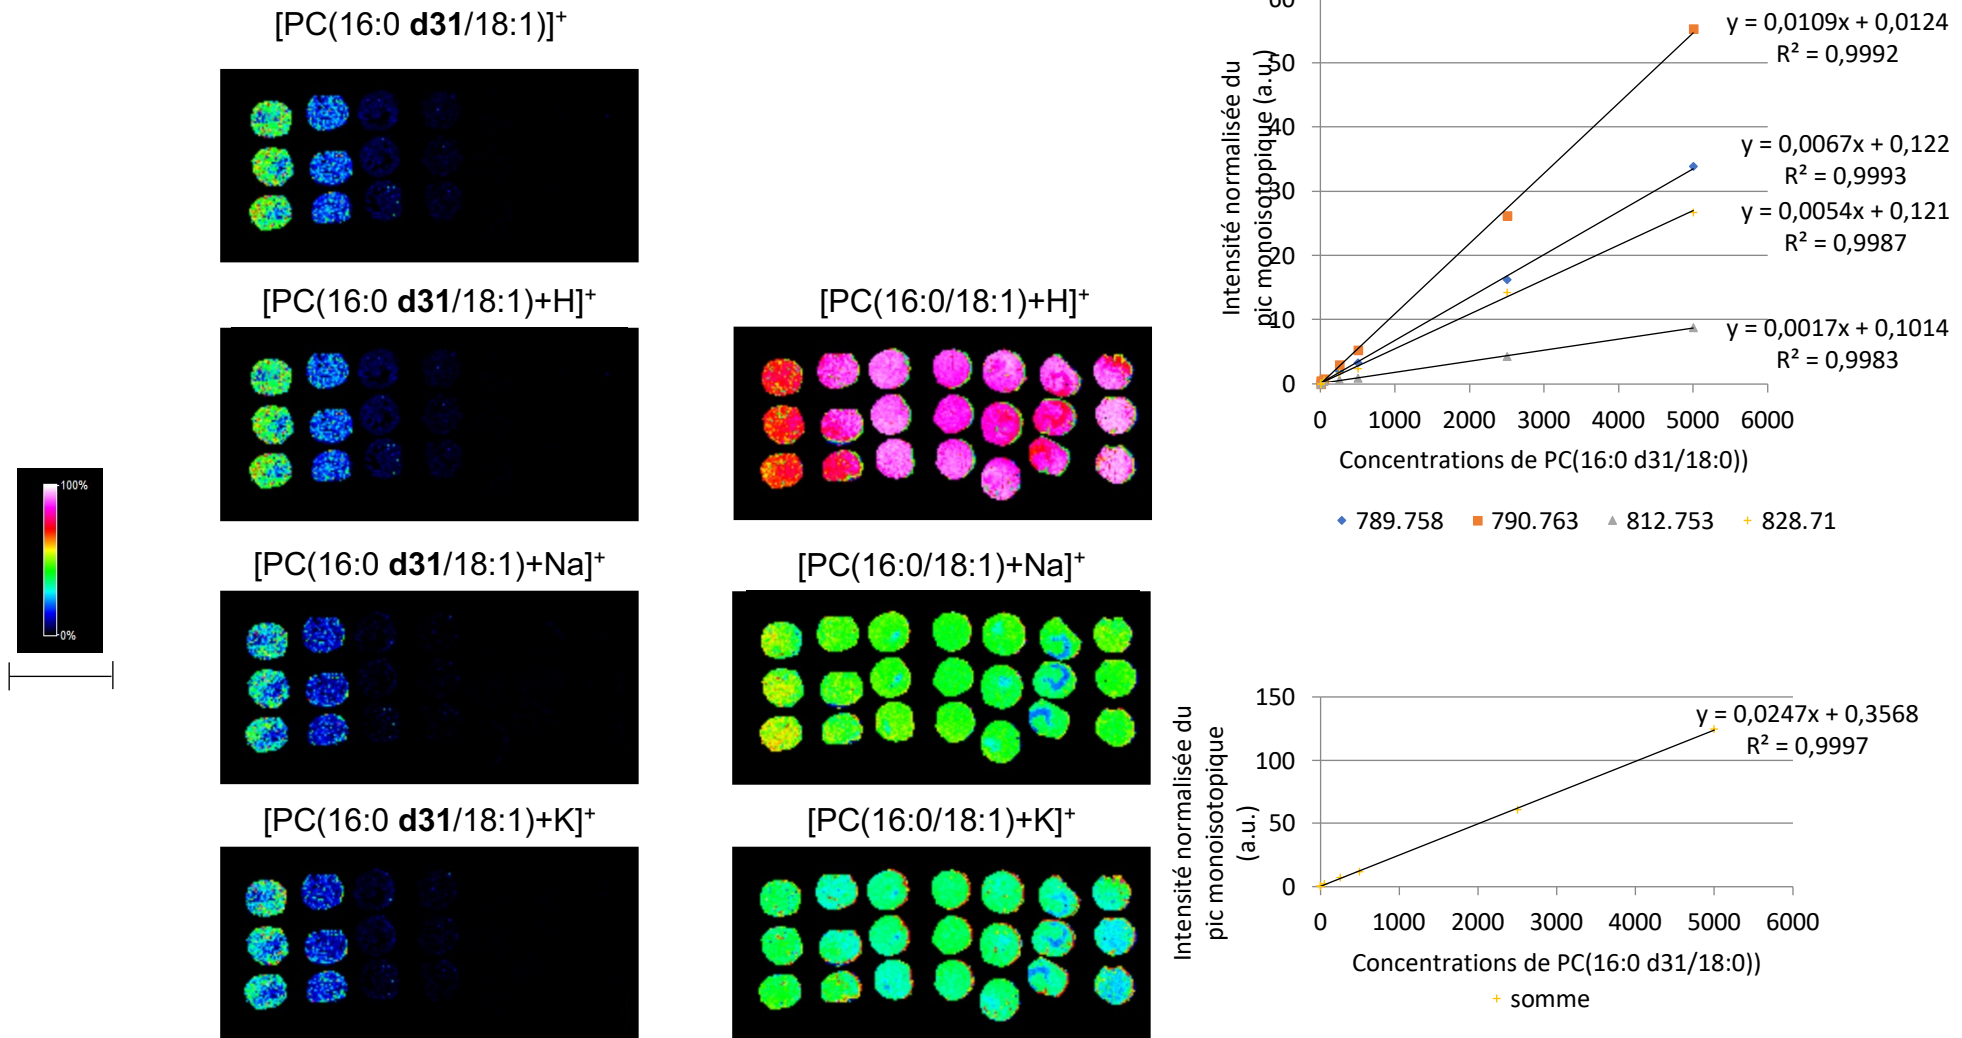 [PC(16:0 d31/18:1)]⁺
[PC(16:0 d31/18:1)+H]⁺
[PC(16:0/18:1)+H]⁺
100%
0%
[PC(16:0 d31/18:1)+Na]⁺
[PC(16:0/18:1)+Na]⁺
[PC(16:0 d31/18:1)+K]⁺
[PC(16:0/18:1)+K]⁺
Intensité normalisée du
pic monoisotopique (a.u.)
60
50
40
30
20
10
0
y = 0,0109x + 0,0124
R² = 0,9992
y = 0,0067x + 0,122
R² = 0,9993
y = 0,0054x + 0,121
R² = 0,9987
y = 0,0017x + 0,1014
R² = 0,9983
0 1000 2000 3000 4000 5000 6000
Concentrations de PC(16:0 d31/18:0))
789.758 790.763 812.753 828.71
Intensité normalisée du
pic monoisotopique
(a.u.)
150
100
50
0
y = 0,0247x + 0,3568
R² = 0,9997
0 1000 2000 3000 4000 5000 6000
Concentrations de PC(16:0 d31/18:0))
somme